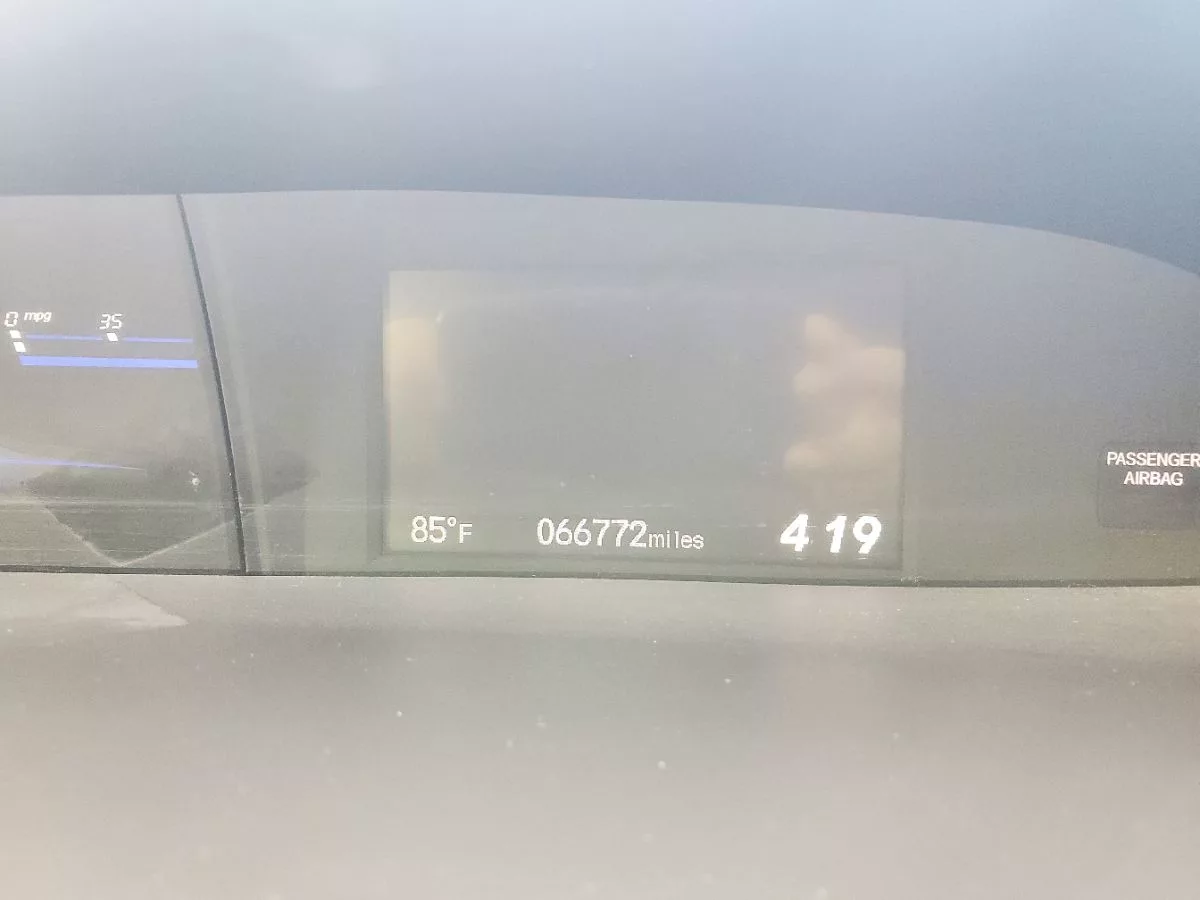 0 mpg 35
PASSENGER
AIRBAG
85°F 066772miles 4 19